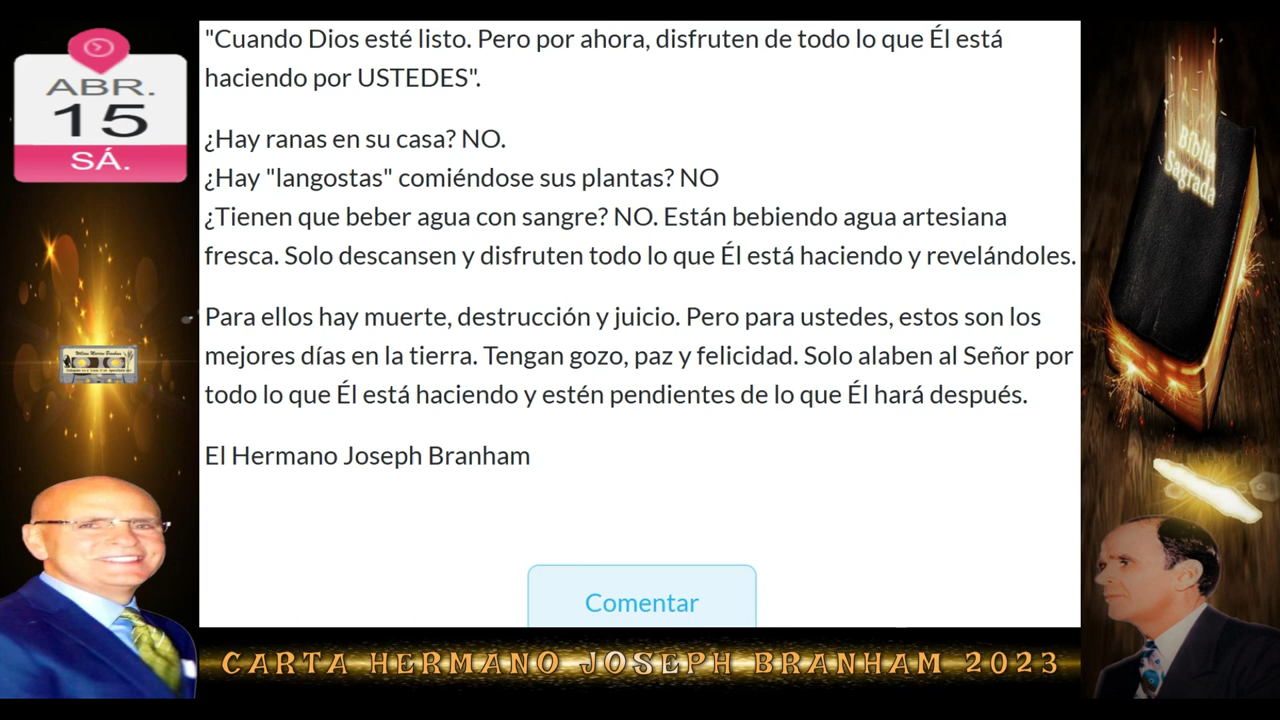 "Cuando Dios esté listo. Pero por ahora, disfruten de todo lo que Él está
haciendo por USTEDES".
¿Hay ranas en su casa? NO.
¿Hay "langostas" comiéndose sus plantas? NO
¿Tienen que beber agua con sangre? NO. Están bebiendo agua artesiana
fresca. Solo descansen y disfruten todo lo que Él está haciendo y revelándoles.
Para ellos hay muerte, destrucción y juicio. Pero para ustedes, estos son los
mejores días en la tierra. Tengan gozo, paz y felicidad. Solo alaben al Señor por
todo lo que Él está haciendo y estén pendientes de lo que Él hará después.
El Hermano Joseph Branham
Comentar
ABR.
15
SÁ.
Bíblia
Sagrada
CARTA HERMANO JOSEPH BRANHAM 2023